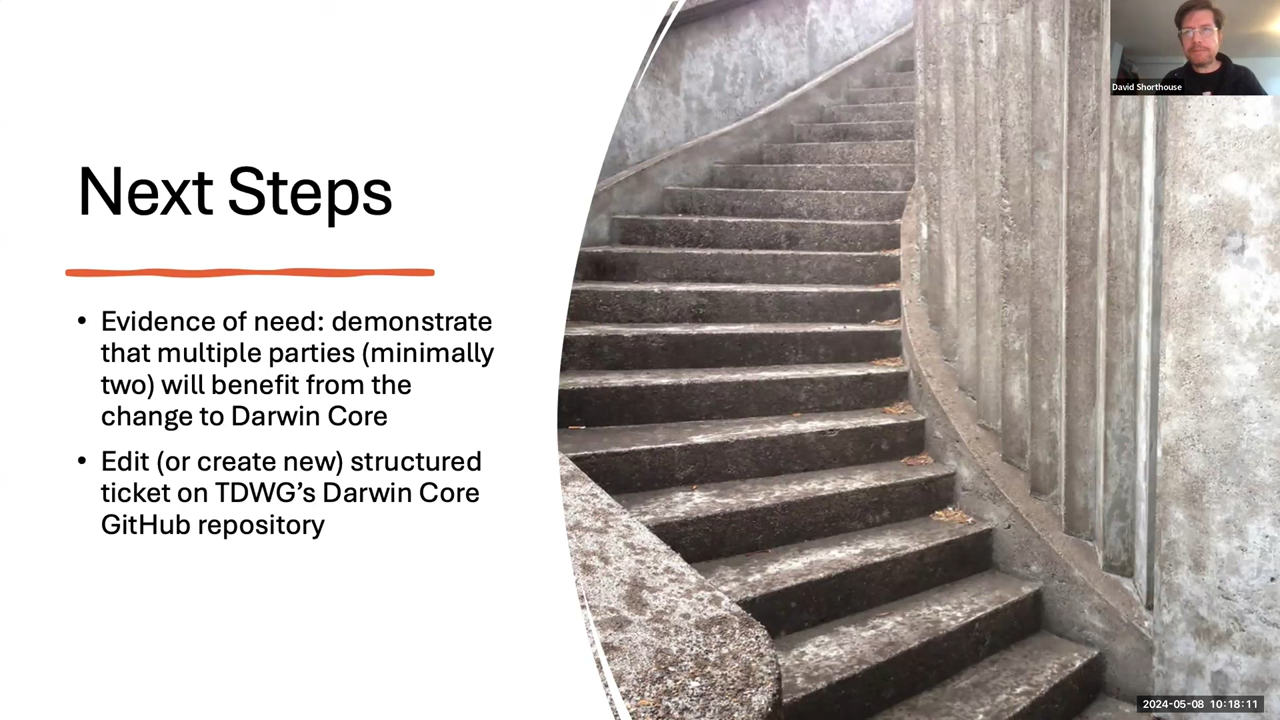 David Shorthouse
Next Steps
• Evidence of need: demonstrate
that multiple parties (minimally
two) will benefit from the
change to Darwin Core
• Edit (or create new) structured
ticket on TDWG’s Darwin Core
GitHub repository
2024-05-08 10:18:11